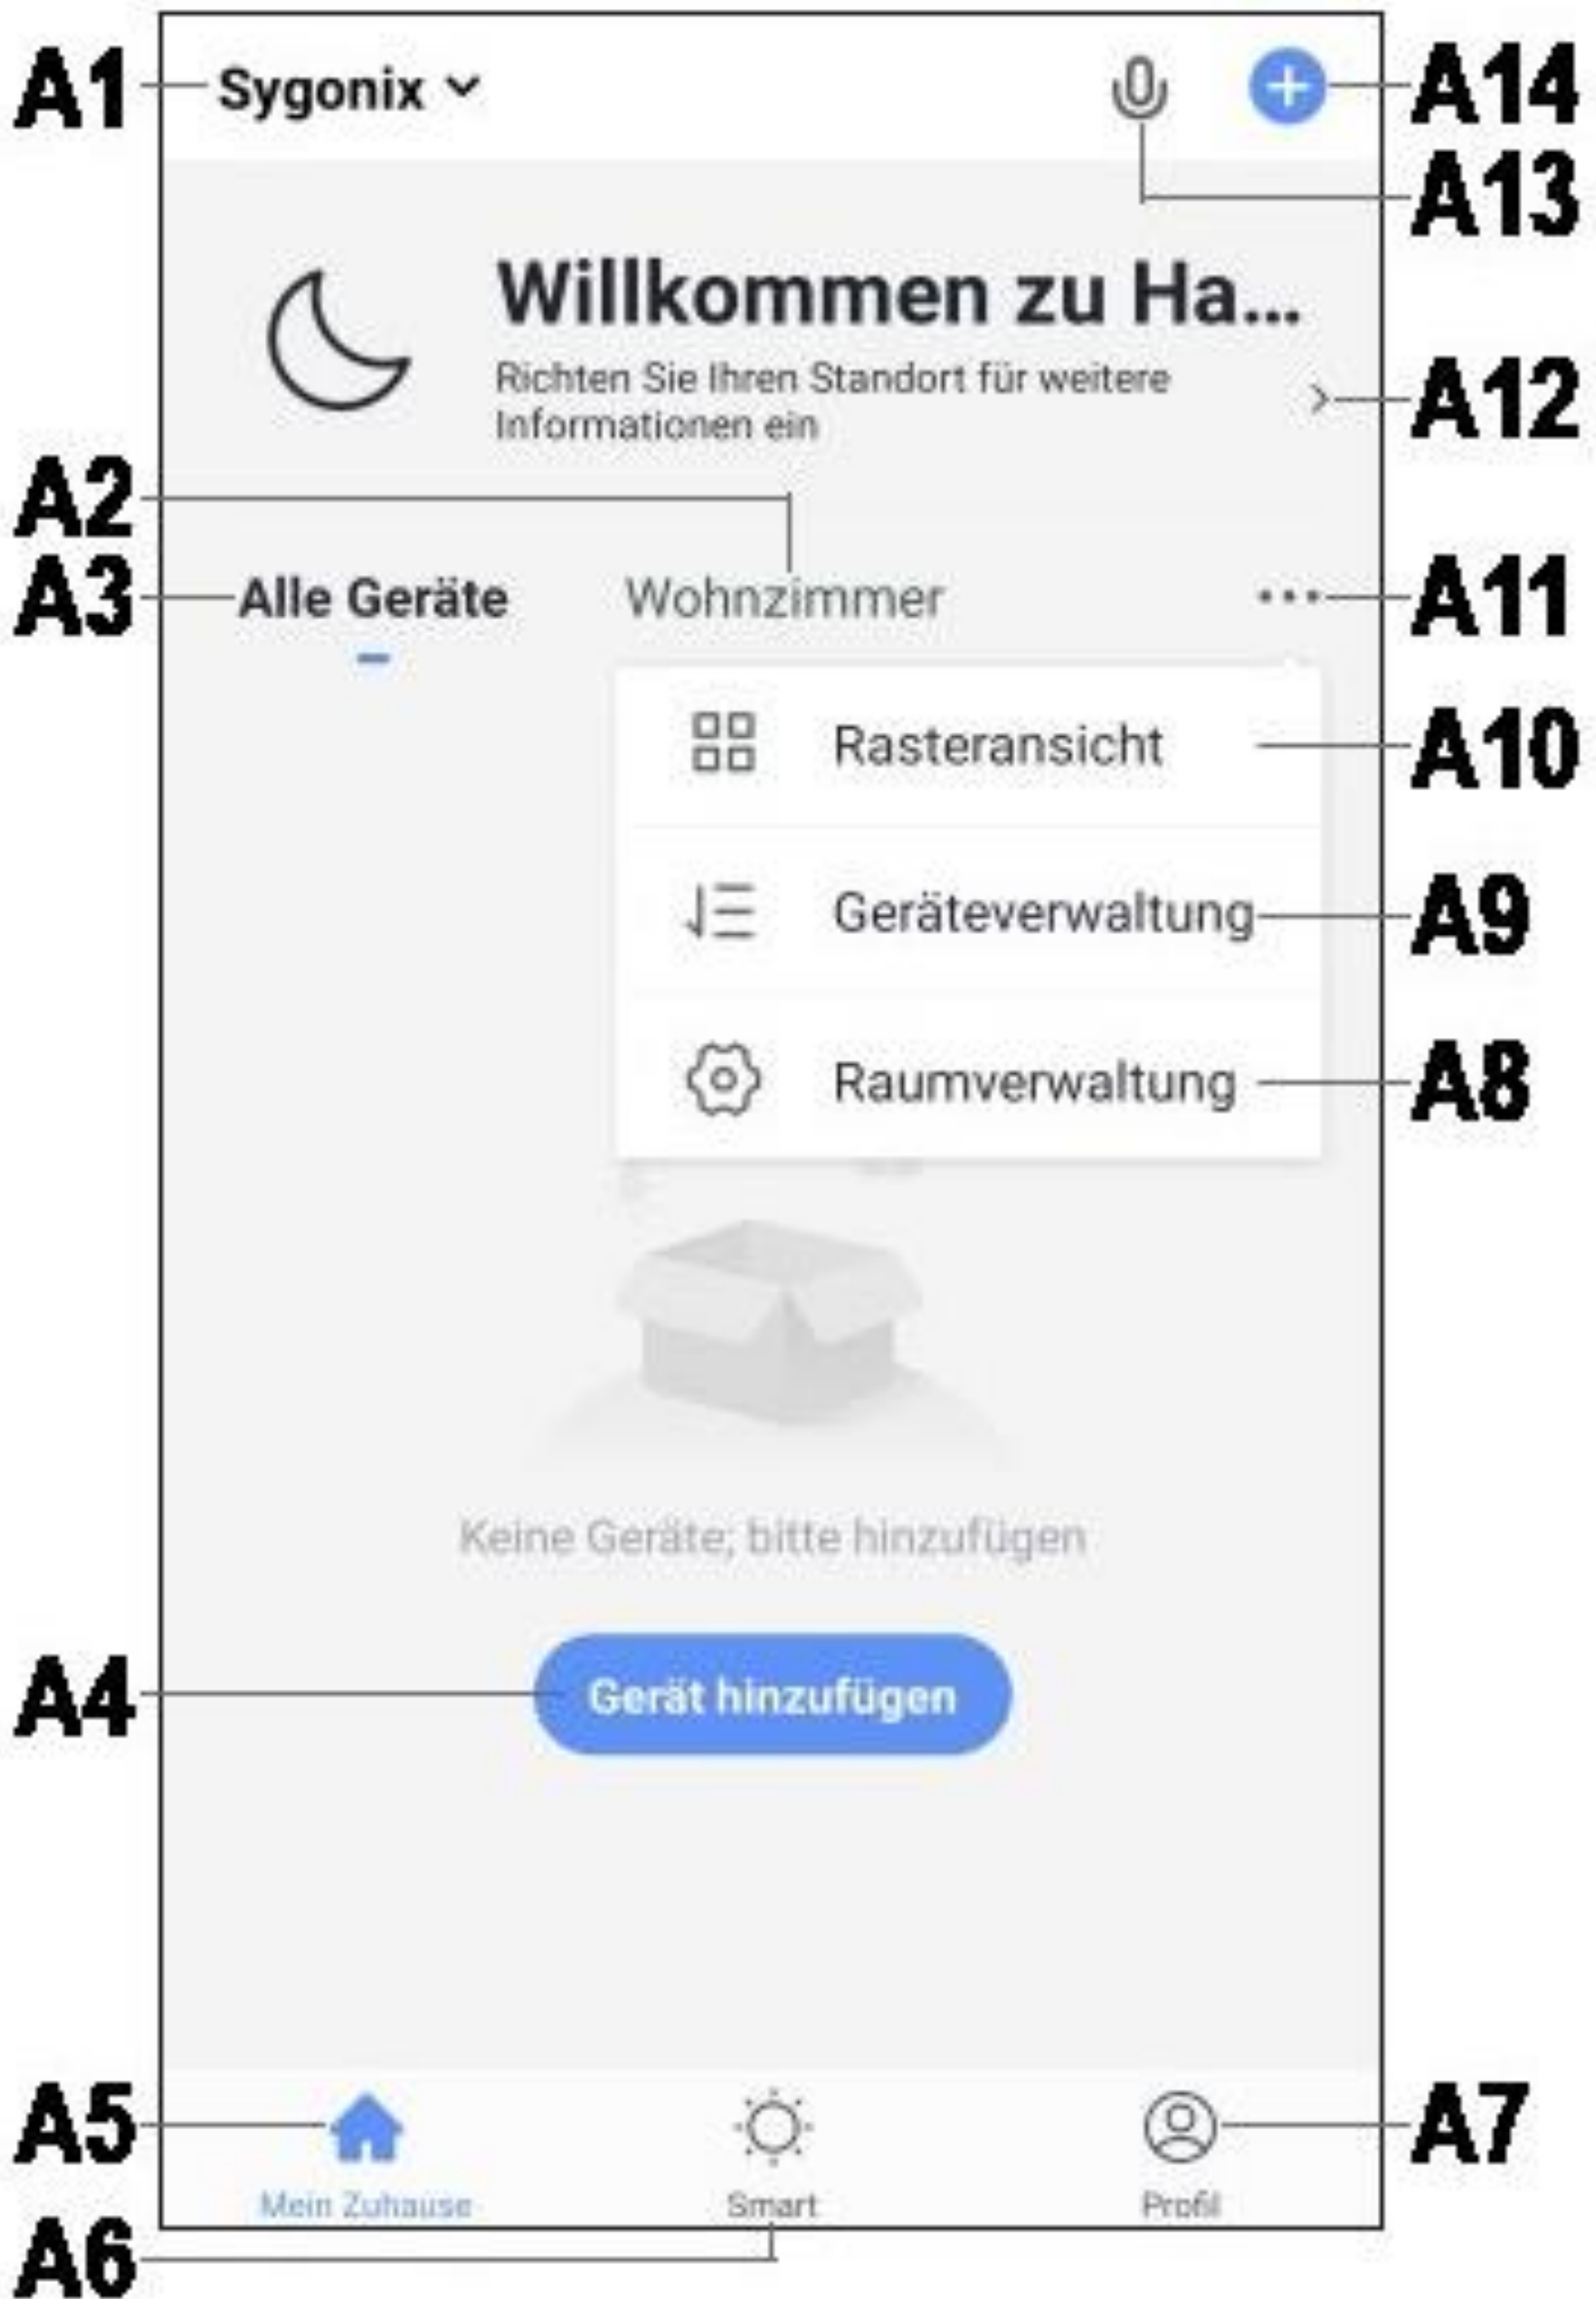 A1 Sygonix A14
A13
Willkommen zu Ha...
Richten Sie Ihren Standort für weitere
Informationen ein
A12
A2
A3 Alle Geräte Wohnzimmer ... A11
Rasteransicht A10
Geräteverwaltung A9
Raumverwaltung A8
Keine Geräte; bitte hinzufügen
A4 Gerät hinzufügen
A5 A7
Mein Zuhause Smart Profil
A6